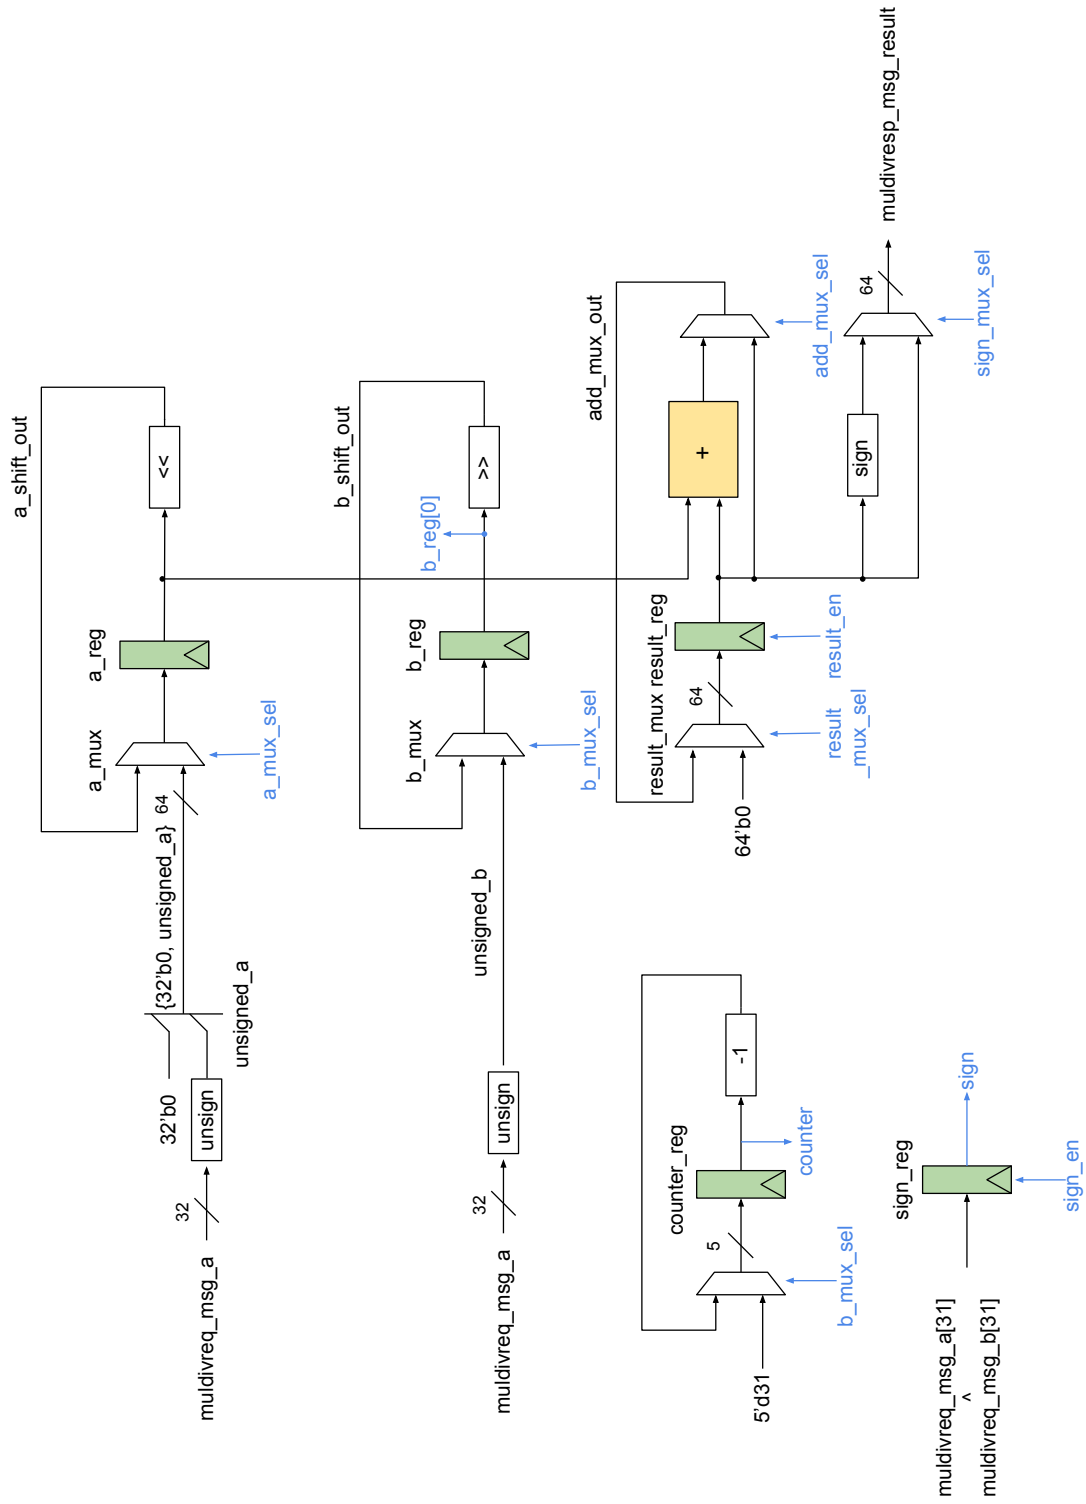 a_shift_out
a_mux
a_reg
<<
muldivreq_msg_a
32
unsign
32'b0
unsigned_a
{32'b0, unsigned_a}
64
a_mux_sel
b_shift_out
b_mux
b_reg
b_reg[0]
>>
muldivreq_msg_a
32
unsign
unsigned_b
b_mux_sel
add_mux_out
result_mux
result_reg
64'b0
64
+
result
_mux_sel
result_en
add_mux_sel
sign
64
muldivresp_msg_result
sign_mux_sel
counter_reg
5'd31
5
-1
counter
b_mux_sel
sign_reg
muldivreq_msg_a[31]
^
muldivreq_msg_b[31]
sign
sign_en